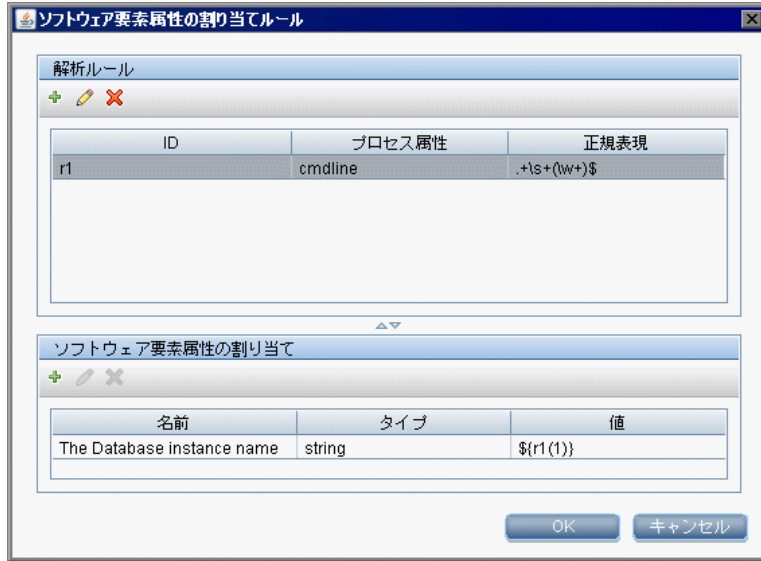 ソフトウェア要素属性の割り当てルール
解析ルール
ID プロセス属性 正規表現
r1 cmdline .+\s+(\w+)$
ソフトウェア要素属性の割り当て
名前 タイプ 値
The Database instance name string ${r1(1)}
OK キャンセル